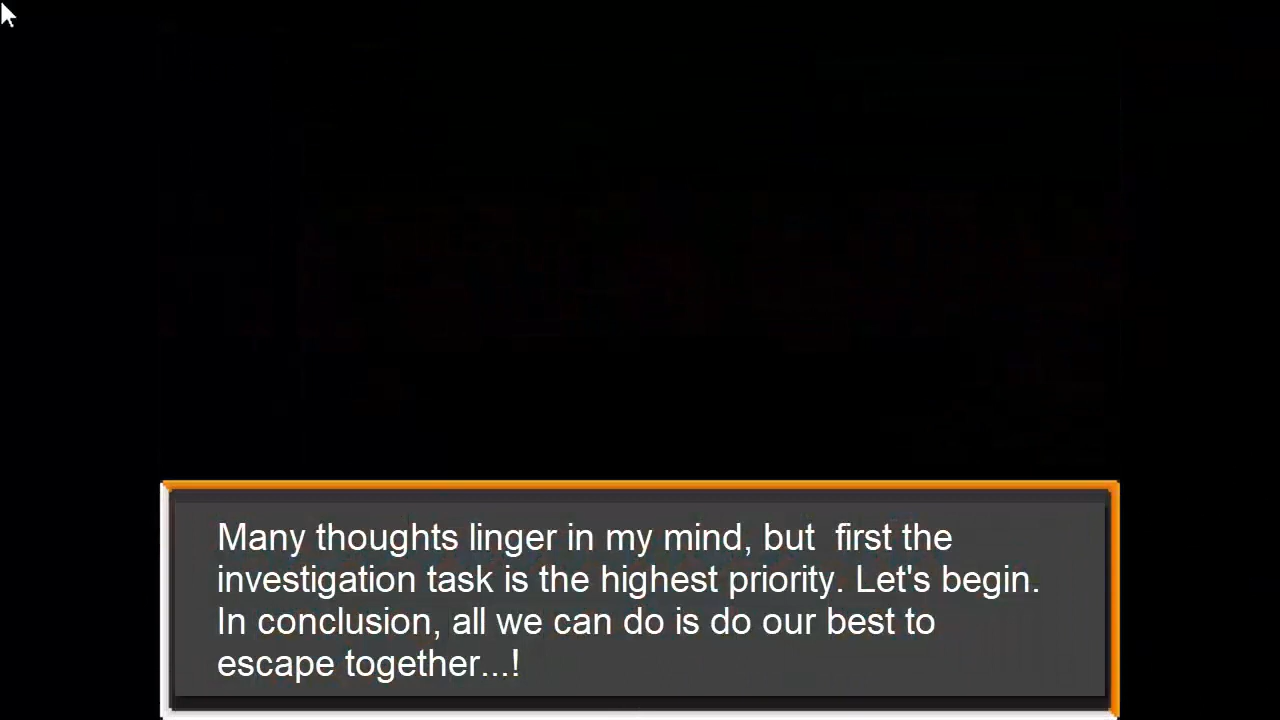 Many thoughts linger in my mind, but  first the
investigation task is the highest priority. Let's begin.
In conclusion, all we can do is do our best to
escape together...!